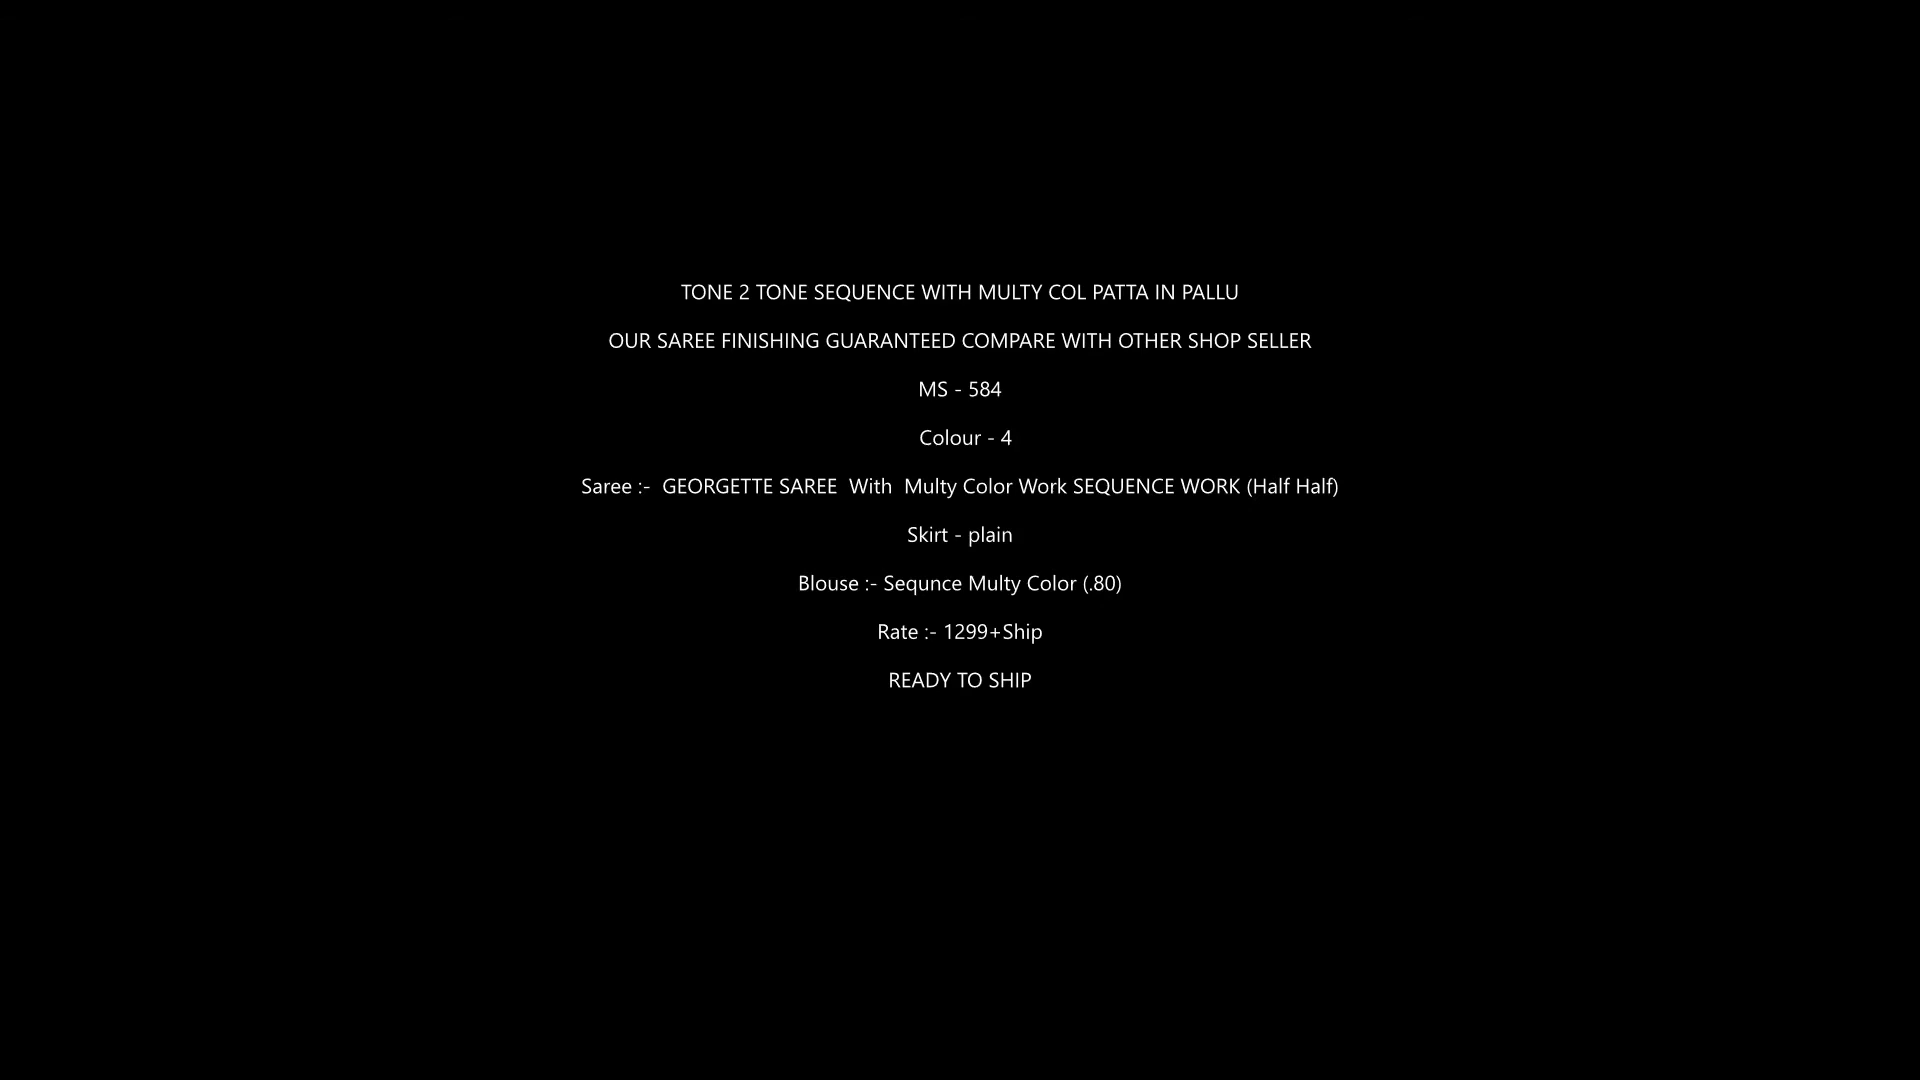 TONE 2 TONE SEQUENCE WITH MULTY COL PATTA IN PALLU
OUR SAREE FINISHING GUARANTEED COMPARE WITH OTHER SHOP SELLER
MS - 584
Colour - 4
Saree :-  GEORGETTE SAREE  With  Multy Color Work SEQUENCE WORK (Half Half)
Skirt - plain
Blouse :- Sequnce Multy Color (.80)
Rate :- 1299+Ship
READY TO SHIP